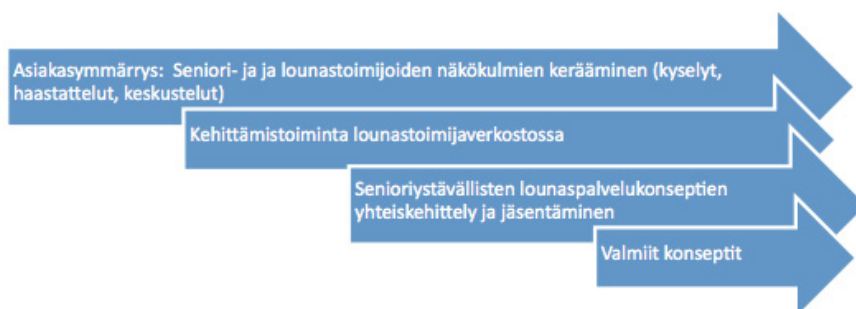 Asiakasymmärrys: Seniori- ja ja lounastoimijoiden näkökulmien kerääminen (kyselyt,
haastattelut, keskustelut)
Kehittämistoiminta lounastoimijaverkostossa
Senioriystävällisten lounaspalvelukonseptien
yhteiskehittely ja jäsentäminen
Valmiit konseptit